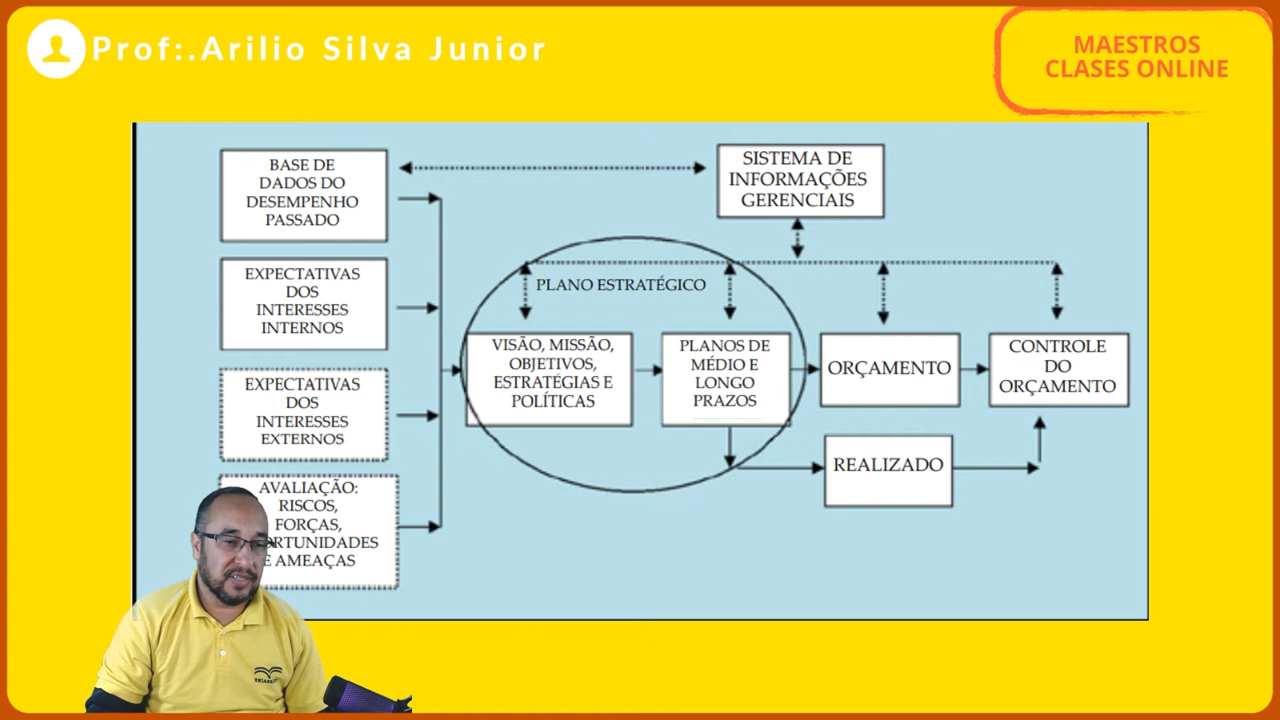 Prof:.Arilio Silva Junior
MAESTROS
CLASES ONLINE
BASE DE
DADOS DO
DESEMPENHO
PASSADO
SISTEMA DE
INFORMAÇÕES
GERENCIAIS
EXPECTATIVAS
DOS
INTERESSES
INTERNOS
PLANO ESTRATÉGICO
VISÃO, MISSÃO,
OBJETIVOS,
ESTRATÉGIAS E
POLÍTICAS
PLANOS DE
MÉDIO E
LONGO
PRAZOS
ORÇAMENTO
CONTROLE
DO
ORÇAMENTO
EXPECTATIVAS
DOS
INTERESSES
EXTERNOS
REALIZADO
AVALIAÇÃO:
RISCOS,
FORÇAS,
E AMEAÇAS